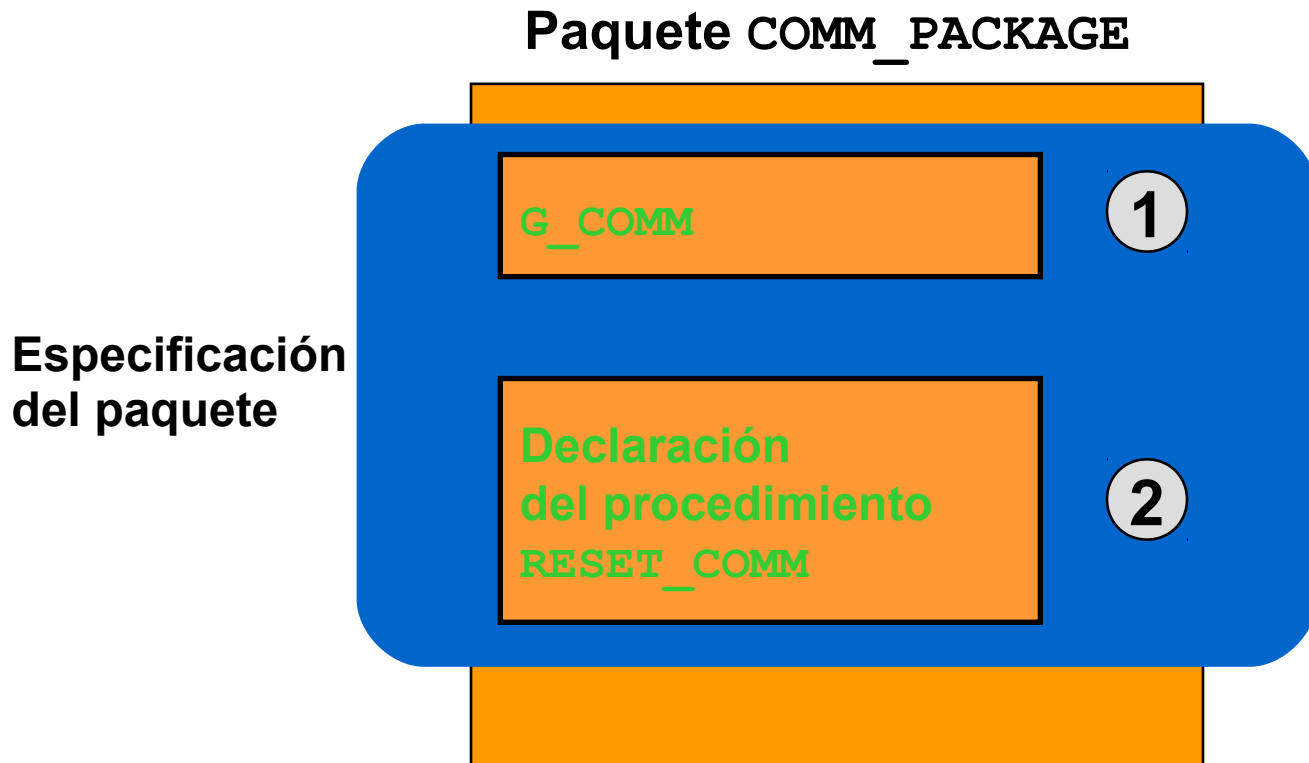 Paquete COMM_PACKAGE
G_COMM
1
Especificación
del paquete
Declaración
del procedimiento
RESET_COMM
2